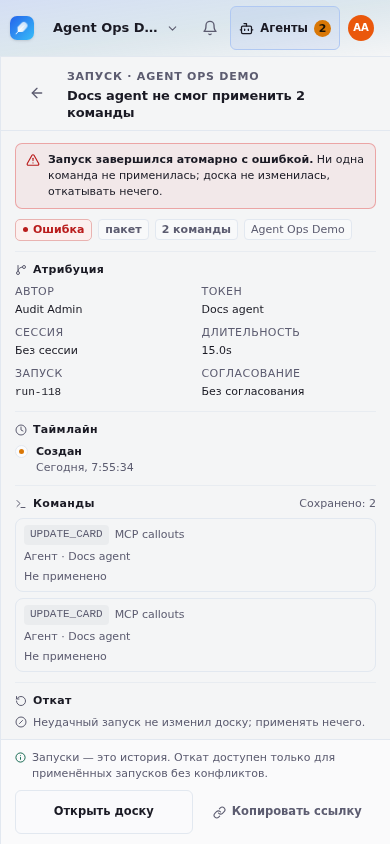 Agent Ops D...
Агенты 2
AA
ЗАПУСК · AGENT OPS DEMO
Docs agent не смог применить 2
команды
Запуск завершился атомарно с ошибкой. Ни одна
команда не применилась; доска не изменилась,
откатывать нечего.
Ошибка пакет 2 команды Agent Ops Demo
Атрибуция
АВТОР ТОКЕН
Audit Admin Docs agent
СЕССИЯ ДЛИТЕЛЬНОСТЬ
Без сессии 15.0s
ЗАПУСК СОГЛАСОВАНИЕ
run-118 Без согласования
Таймлайн
Создан
Сегодня, 7:55:34
Команды Сохранено: 2
UPDATE_CARD MCP callouts
Агент · Docs agent
Не применено
UPDATE_CARD MCP callouts
Агент · Docs agent
Не применено
Откат
Неудачный запуск не изменил доску; применять нечего.
Запуски — это история. Откат доступен только для
применённых запусков без конфликтов.
Открыть доску Копировать ссылку